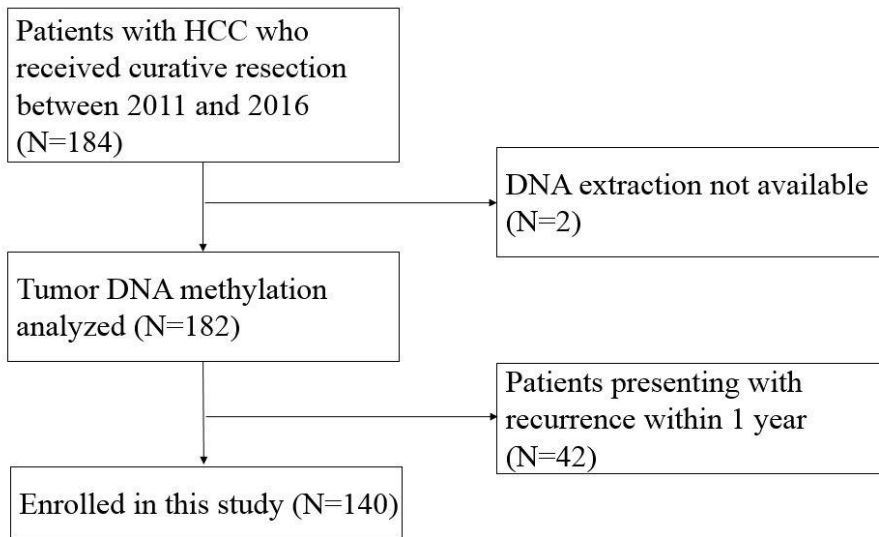 Patients with HCC who
received curative resection
between 2011 and 2016
(N=184)
DNA extraction not available
(N=2)
Tumor DNA methylation
analyzed (N=182)
Patients presenting with
recurrence within 1 year
(N=42)
Enrolled in this study (N=140)